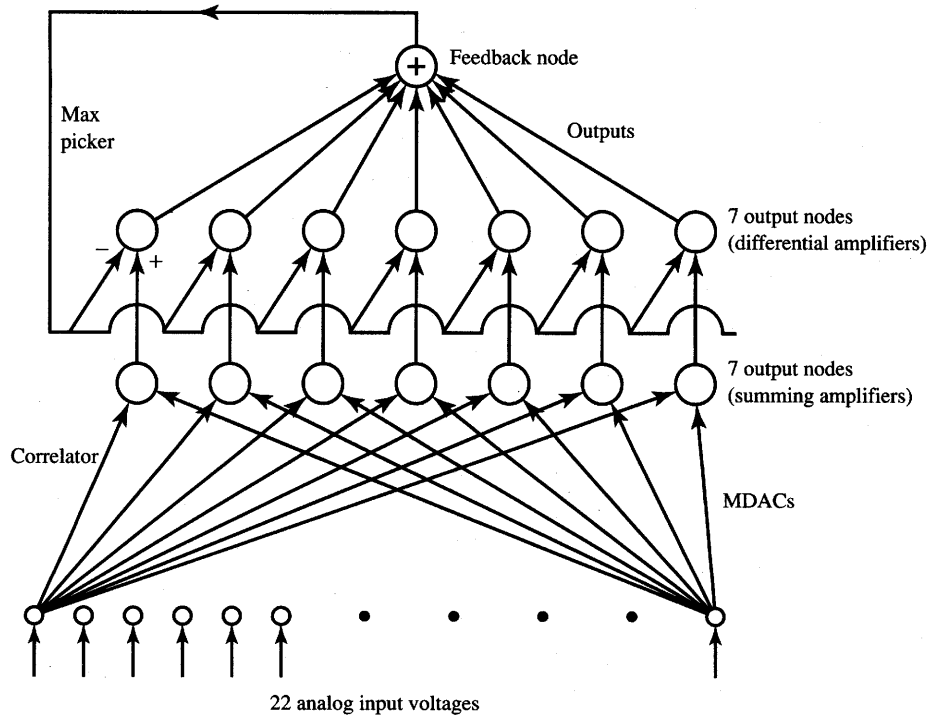 Feedback node
+
Max
picker
Outputs
7 output nodes
(differential amplifiers)
−
+
7 output nodes
(summing amplifiers)
Correlator
MDACs
22 analog input voltages